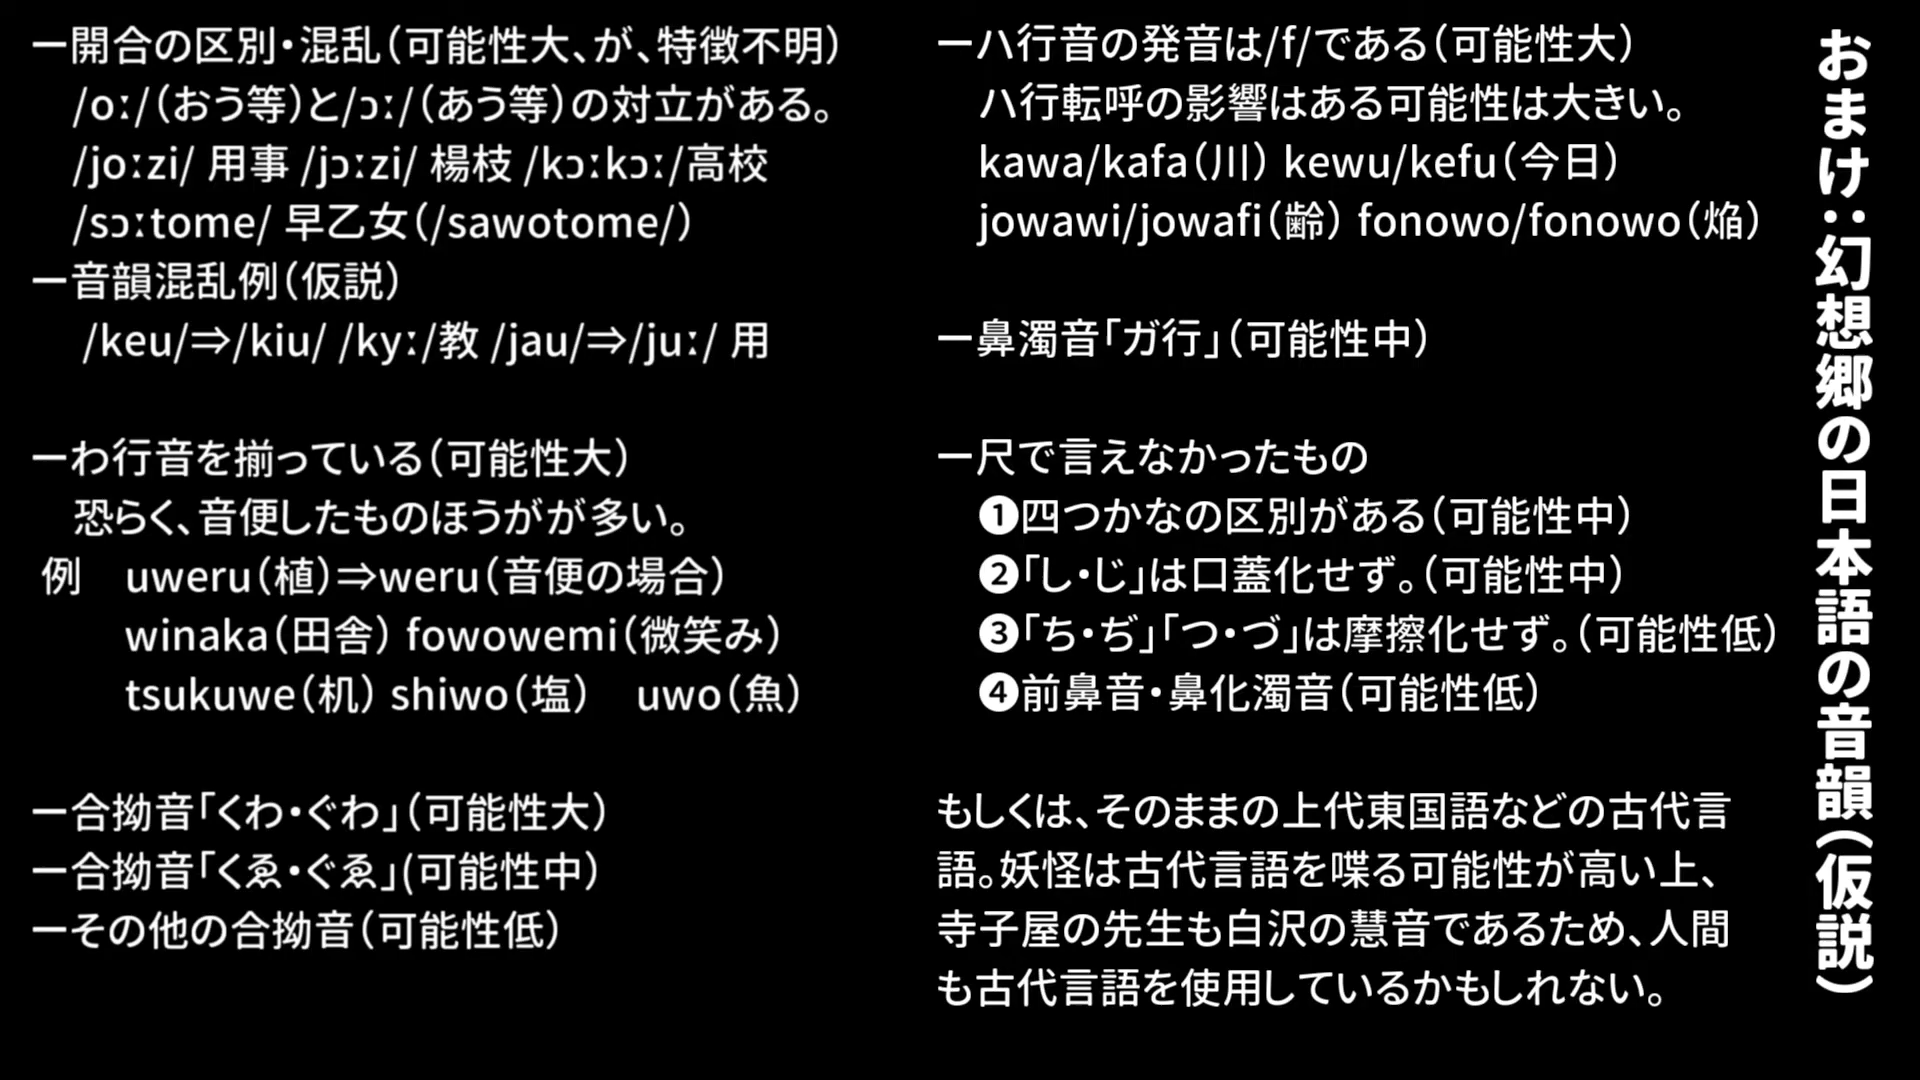 おまけ:幻想郷の日本語の音韻(仮説)
ー開合の区別・混乱(可能性大、が、特徴不明)
/oː/(おう等)と/ɔː/(あう等)の対立がある。
/joːzi/ 用事 /jɔːzi/ 楊枝 /kɔːkɔː/高校
/sɔːtome/ 早乙女(/sawotome/)
ー音韻混乱例(仮説)
/keu/⇒/kiu/ /kyː/教 /jau/⇒/juː/ 用
ーわ行音を揃っている(可能性大)
恐らく、音便したものほうがが多い。
例 uweru(植)⇒weru(音便の場合)
winaka(田舎) fowowemi(微笑み)
tsukuwe(机) shiwo(塩) uwo(魚)
ー合拗音「くわ・ぐわ」(可能性大)
ー合拗音「くゑ・ぐゑ」(可能性中)
ーその他の合拗音(可能性低)
ーハ行音の発音は/f/である(可能性大)
ハ行転呼の影響はある可能性は大きい。
kawa/kafa(川) kewu/kefu(今日)
jowawi/jowafi(齢) fonowo/fonowo(焔)
ー鼻濁音「ガ行」(可能性中)
ー尺で言えなかったもの
❶四つかなの区別がある(可能性中)
❷「し・じ」は口蓋化せず。(可能性中)
❸「ち・ぢ」「つ・づ」は摩擦化せず。(可能性低)
❹前鼻音・鼻化濁音(可能性低)
もしくは、そのままの上代東国語などの古代言
語。妖怪は古代言語を喋る可能性が高い上、
寺子屋の先生も白沢の慧音であるため、人間
も古代言語を使用しているかもしれない。